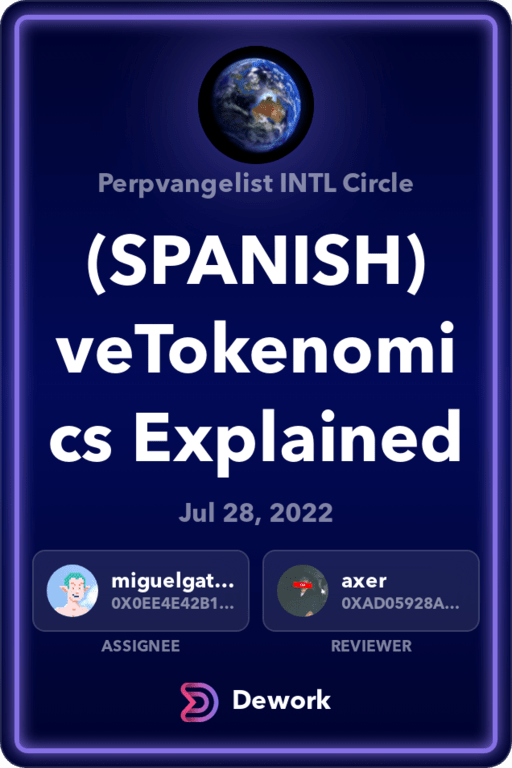 Perpvangelist INTL Circle
(SPANISH)
veTokenomi
cs Explained
Jul 28, 2022
miguelgat...
0X0EE4E42B1...
ASSIGNEE
axer
0XAD05928A...
REVIEWER
Dework